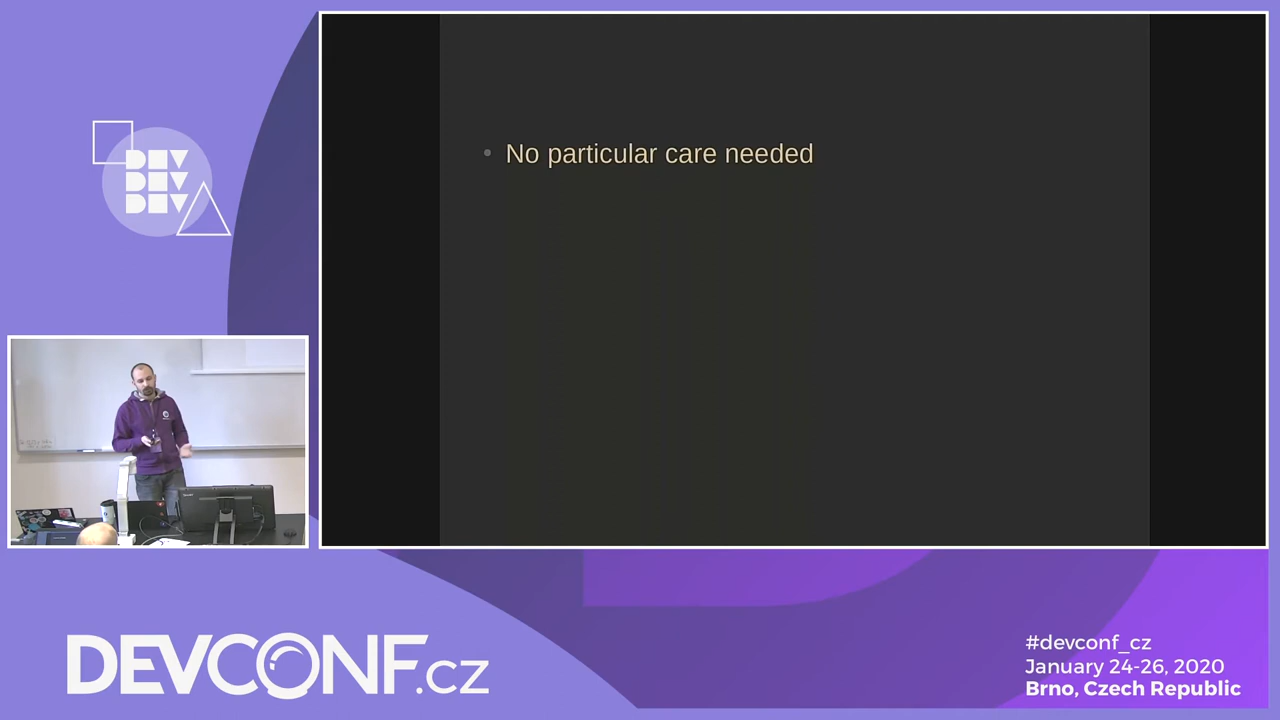 DEV
DEV
DEV
• No particular care needed
DEVCONF.cz
#devconf_cz
January 24-26, 2020
Brno, Czech Republic